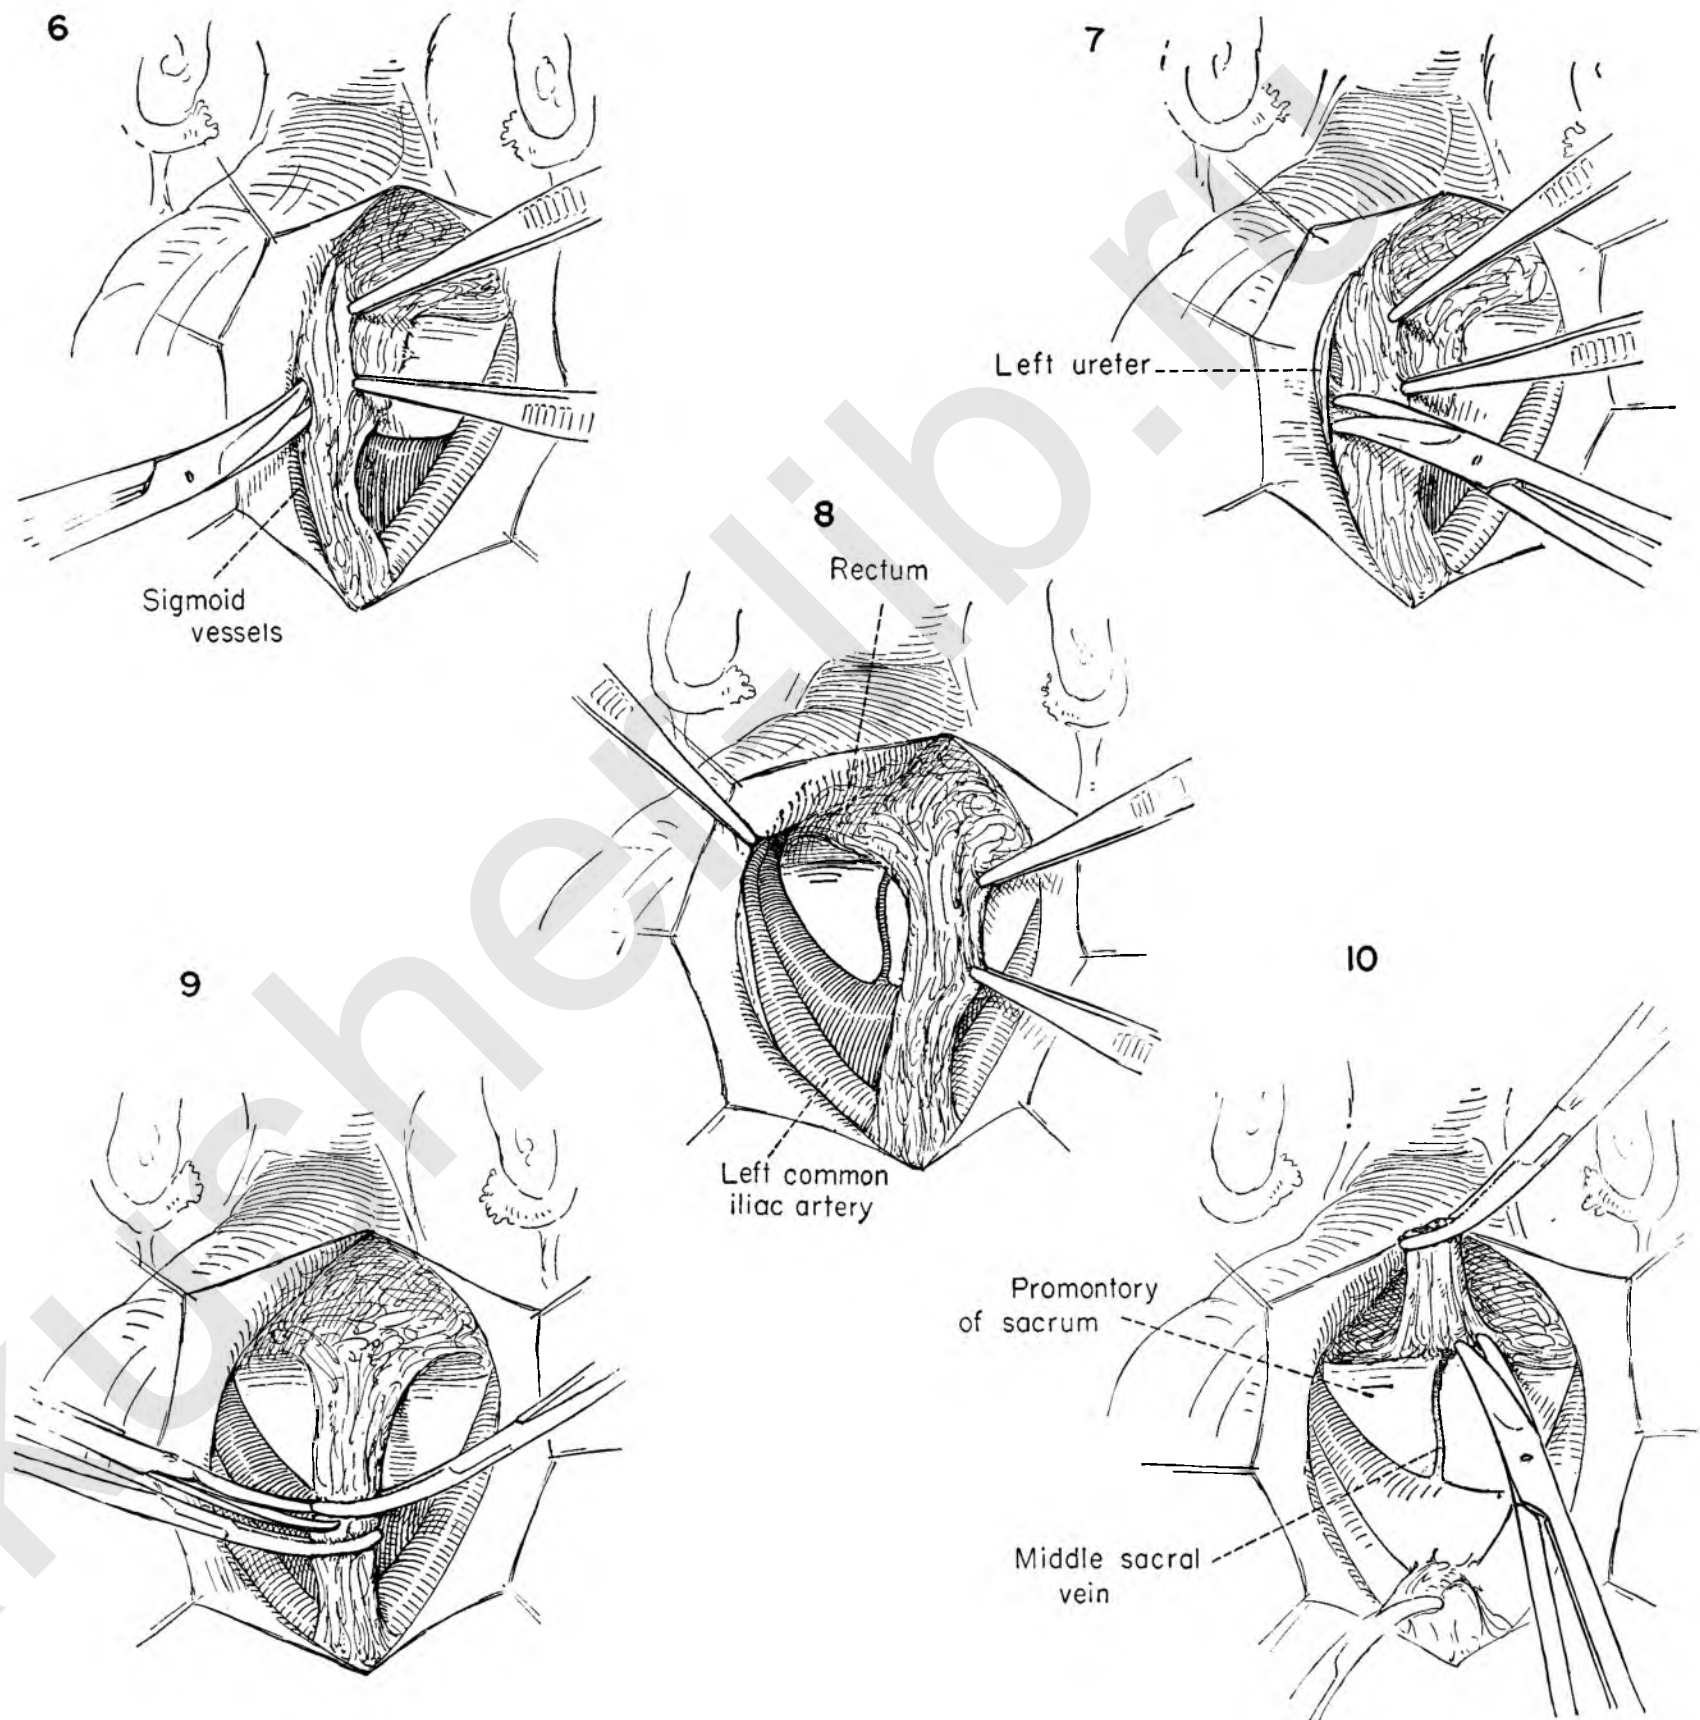 6
7
Left ureter
Sigmoid
vessels
8
Rectum
Left common
iliac artery
9
10
Promontory
of sacrum
Middle sacral
vein